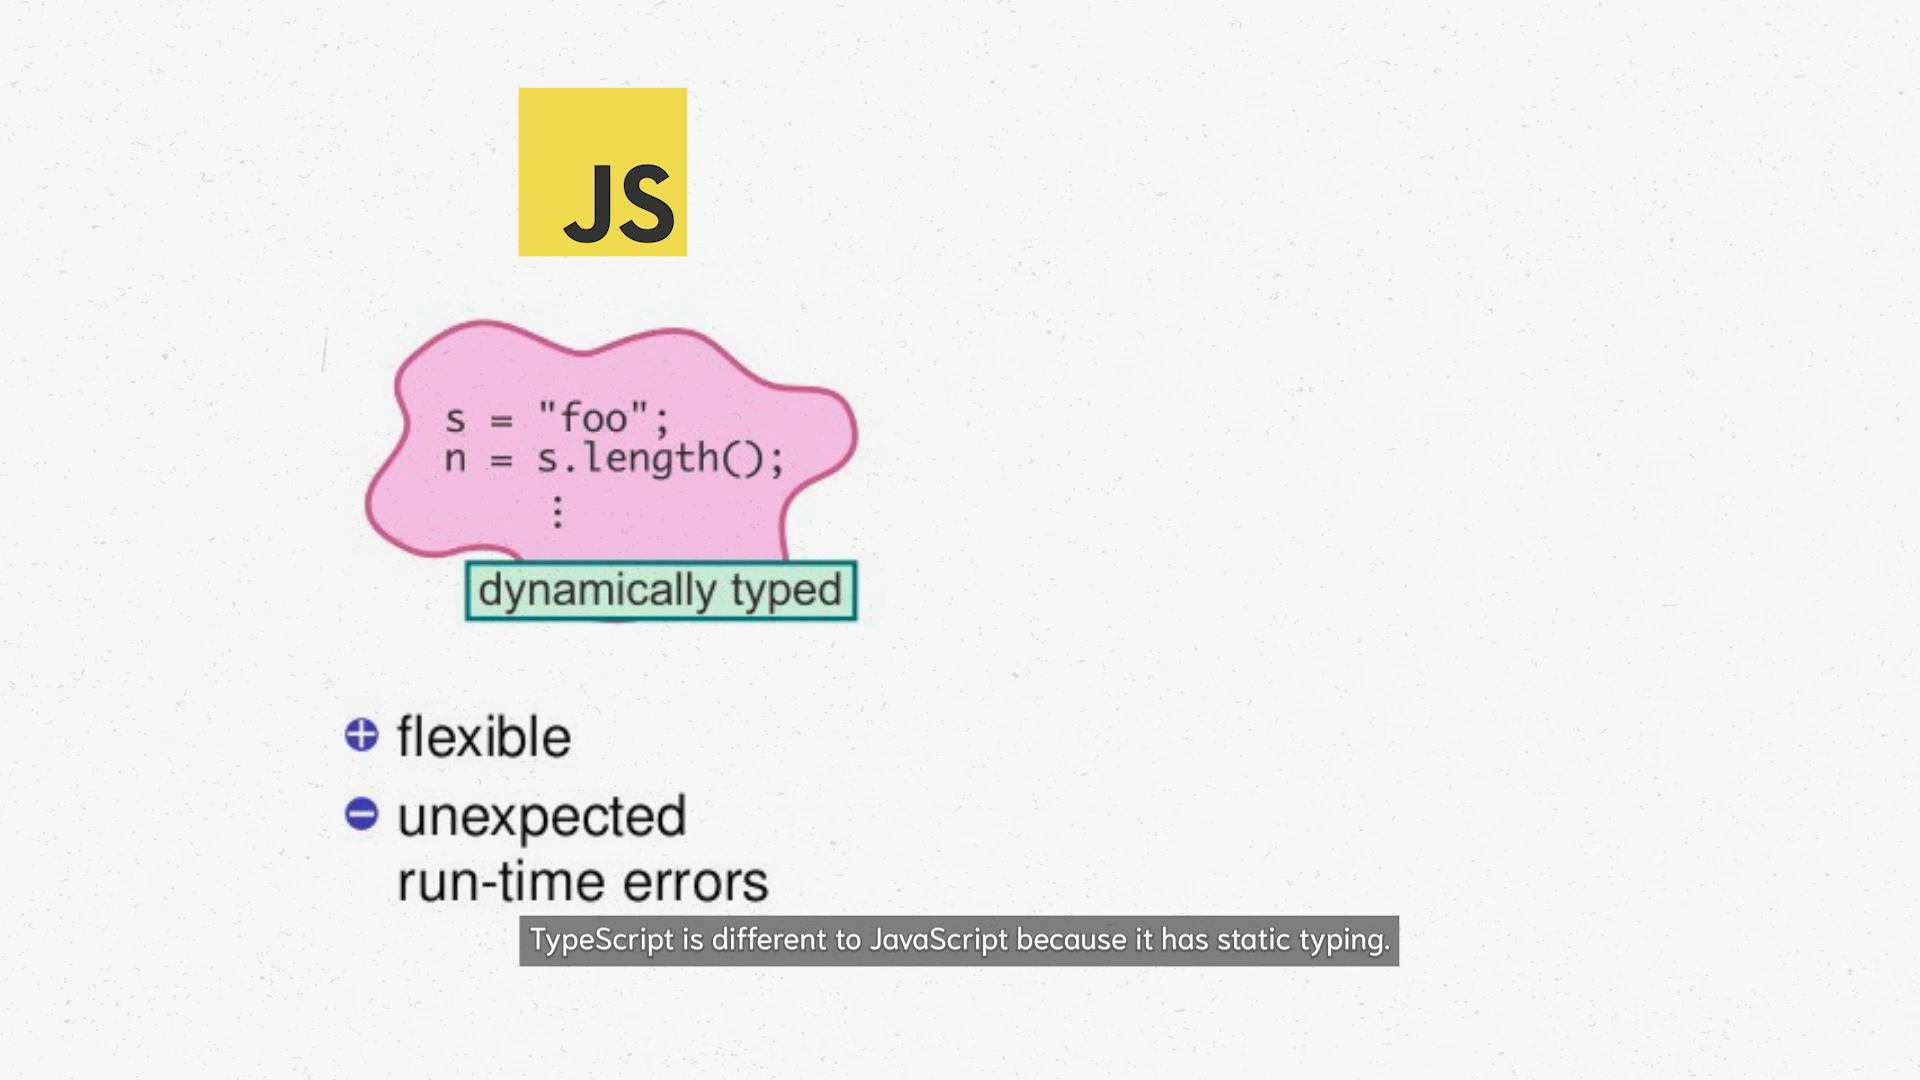 JS
s = "foo";
n = s.length();
⋮
dynamically typed
flexible
unexpected
run-time errors
TypeScript is different to JavaScript because it has static typing.